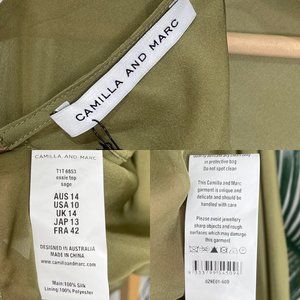 CAMILLA AND MARC
CAMILLA AND MARC
T1T 6853
ossie top
sage
AUS 14
USA 10
UK 14
JAP 13
FRA 42
DESIGNED IN AUSTRALIA
MADE IN CHINA
www.camillaandmarc.com
Main:100% Silk
Lining:100% Polyester
in protective bag
Do not spot clean
This Camilla and Marc
garment is unique and
delicate and should be
handled with care
Please avoid jewellery
sharp objects and rough
surfaces which may damage
this garment